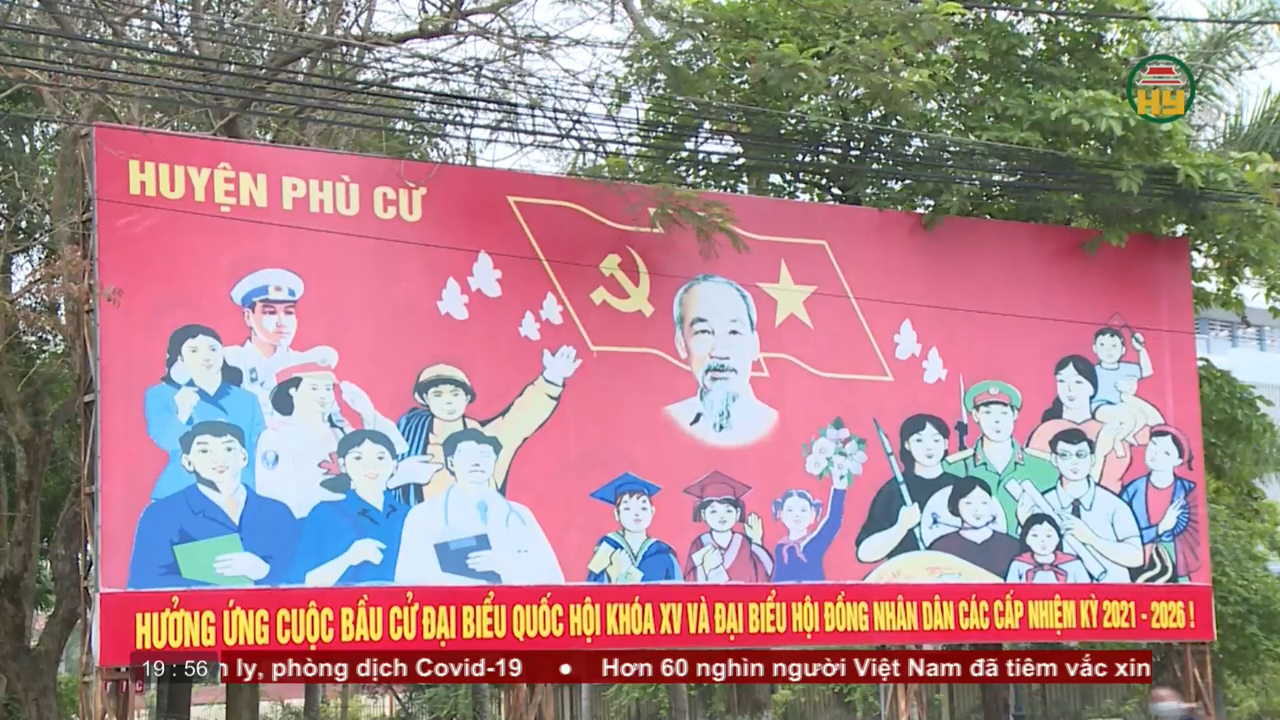 HY
HUYỆN PHÙ CỪ
HƯỞNG ỨNG CUỘC BẦU CỬ ĐẠI BIỂU QUỐC HỘI KHÓA XV VÀ ĐẠI BIỂU HỘI ĐỒNG NHÂN DÂN CÁC CẤP NHIỆM KỲ 2021 - 2026 !
19 : 56 ly, phòng dịch Covid-19 • Hơn 60 nghìn người Việt Nam đã tiêm vắc xin